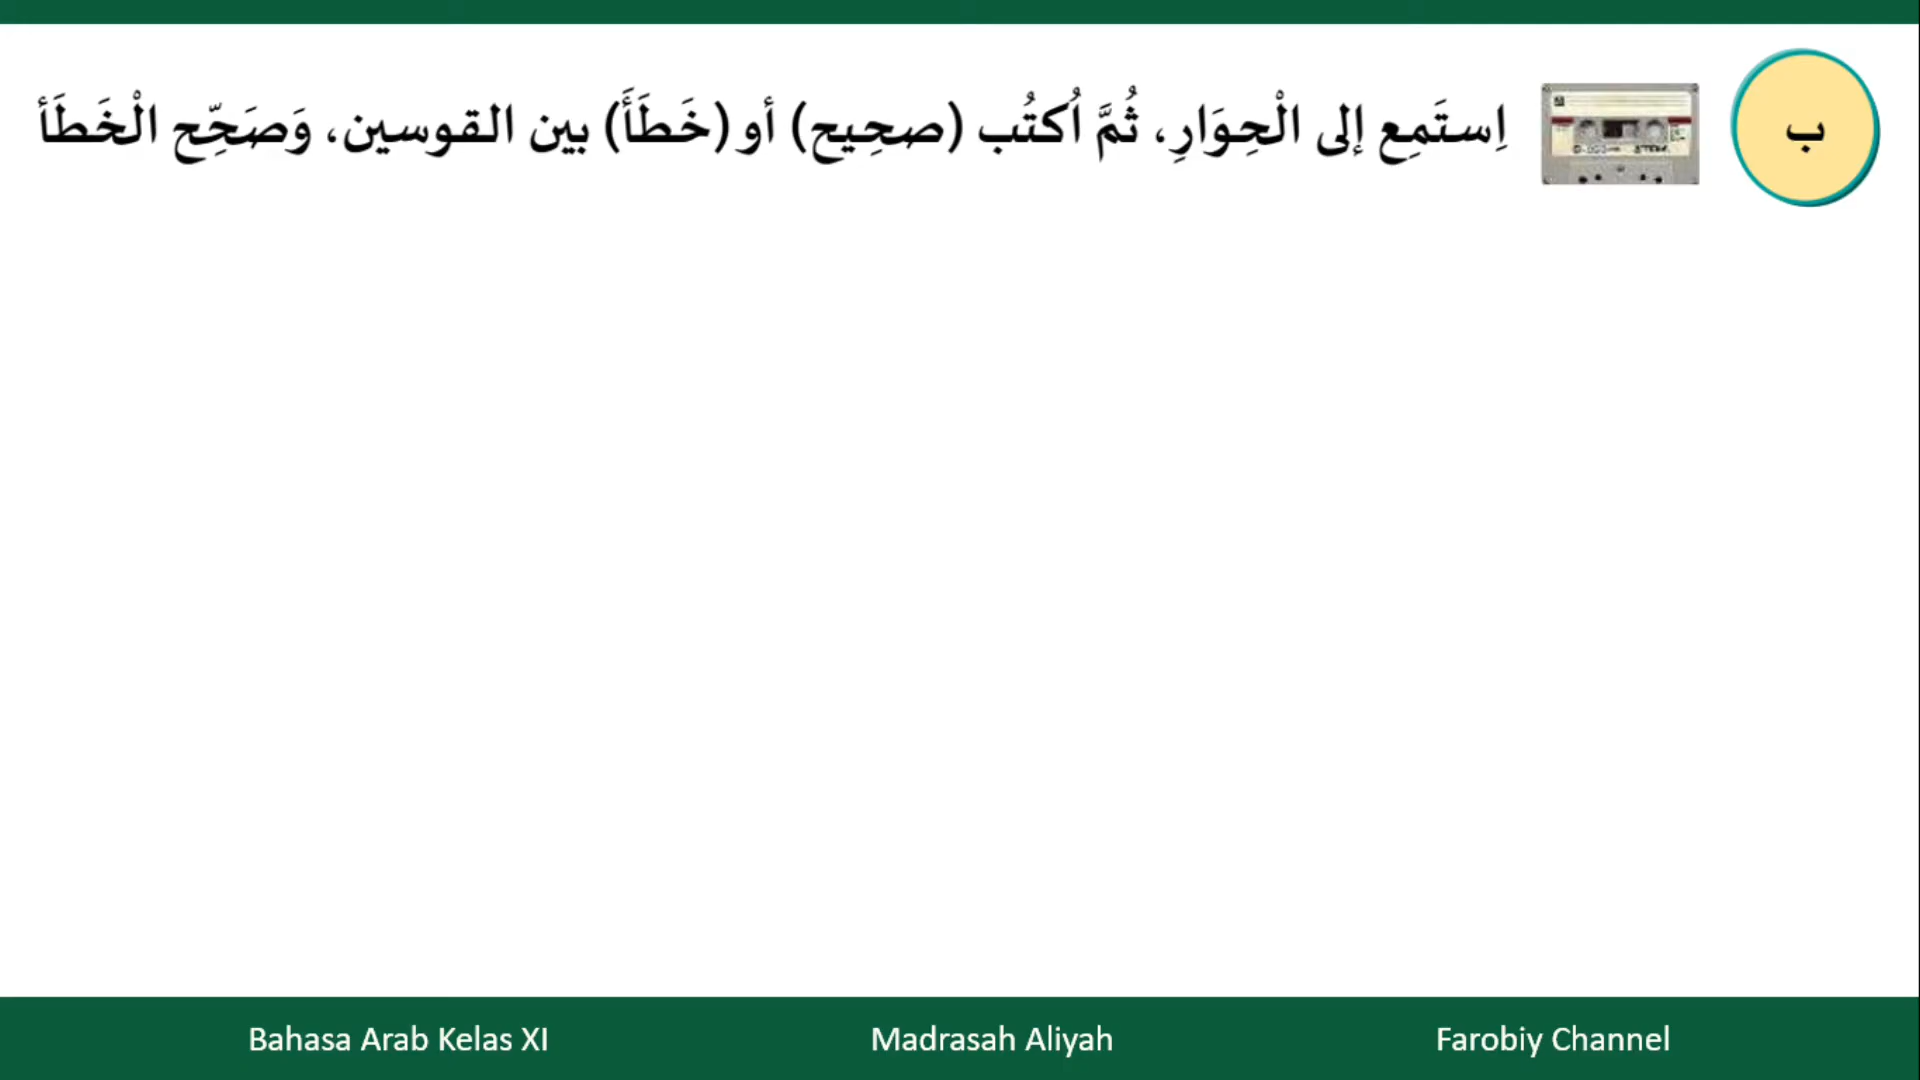 ب
اِستَمِع إلى الْحِوَارِ، ثُمَّ اُكتُب (صحِيح) أو (خَطَأَ) بين القوسين، وَصَحِّح الْخَطَأ
Bahasa Arab Kelas XI
Madrasah Aliyah
Farobiy Channel